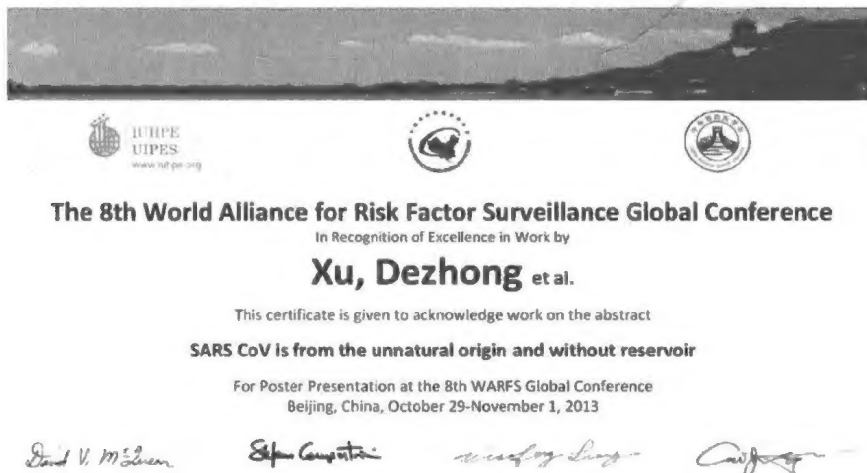 IUHPE
UIPES
The 8th World Alliance for Risk Factor Surveillance Global Conference
In Recognition of Excellence in Work by
Xu, Dezhong et al.
This certificate is given to acknowledge work on the abstract
SARS CoV is from the unnatural origin and without reservoir
For Poster Presentation at the 8th WARFS Global Conference
Beijing, China, October 29-November 1, 2013
David V. McQueen